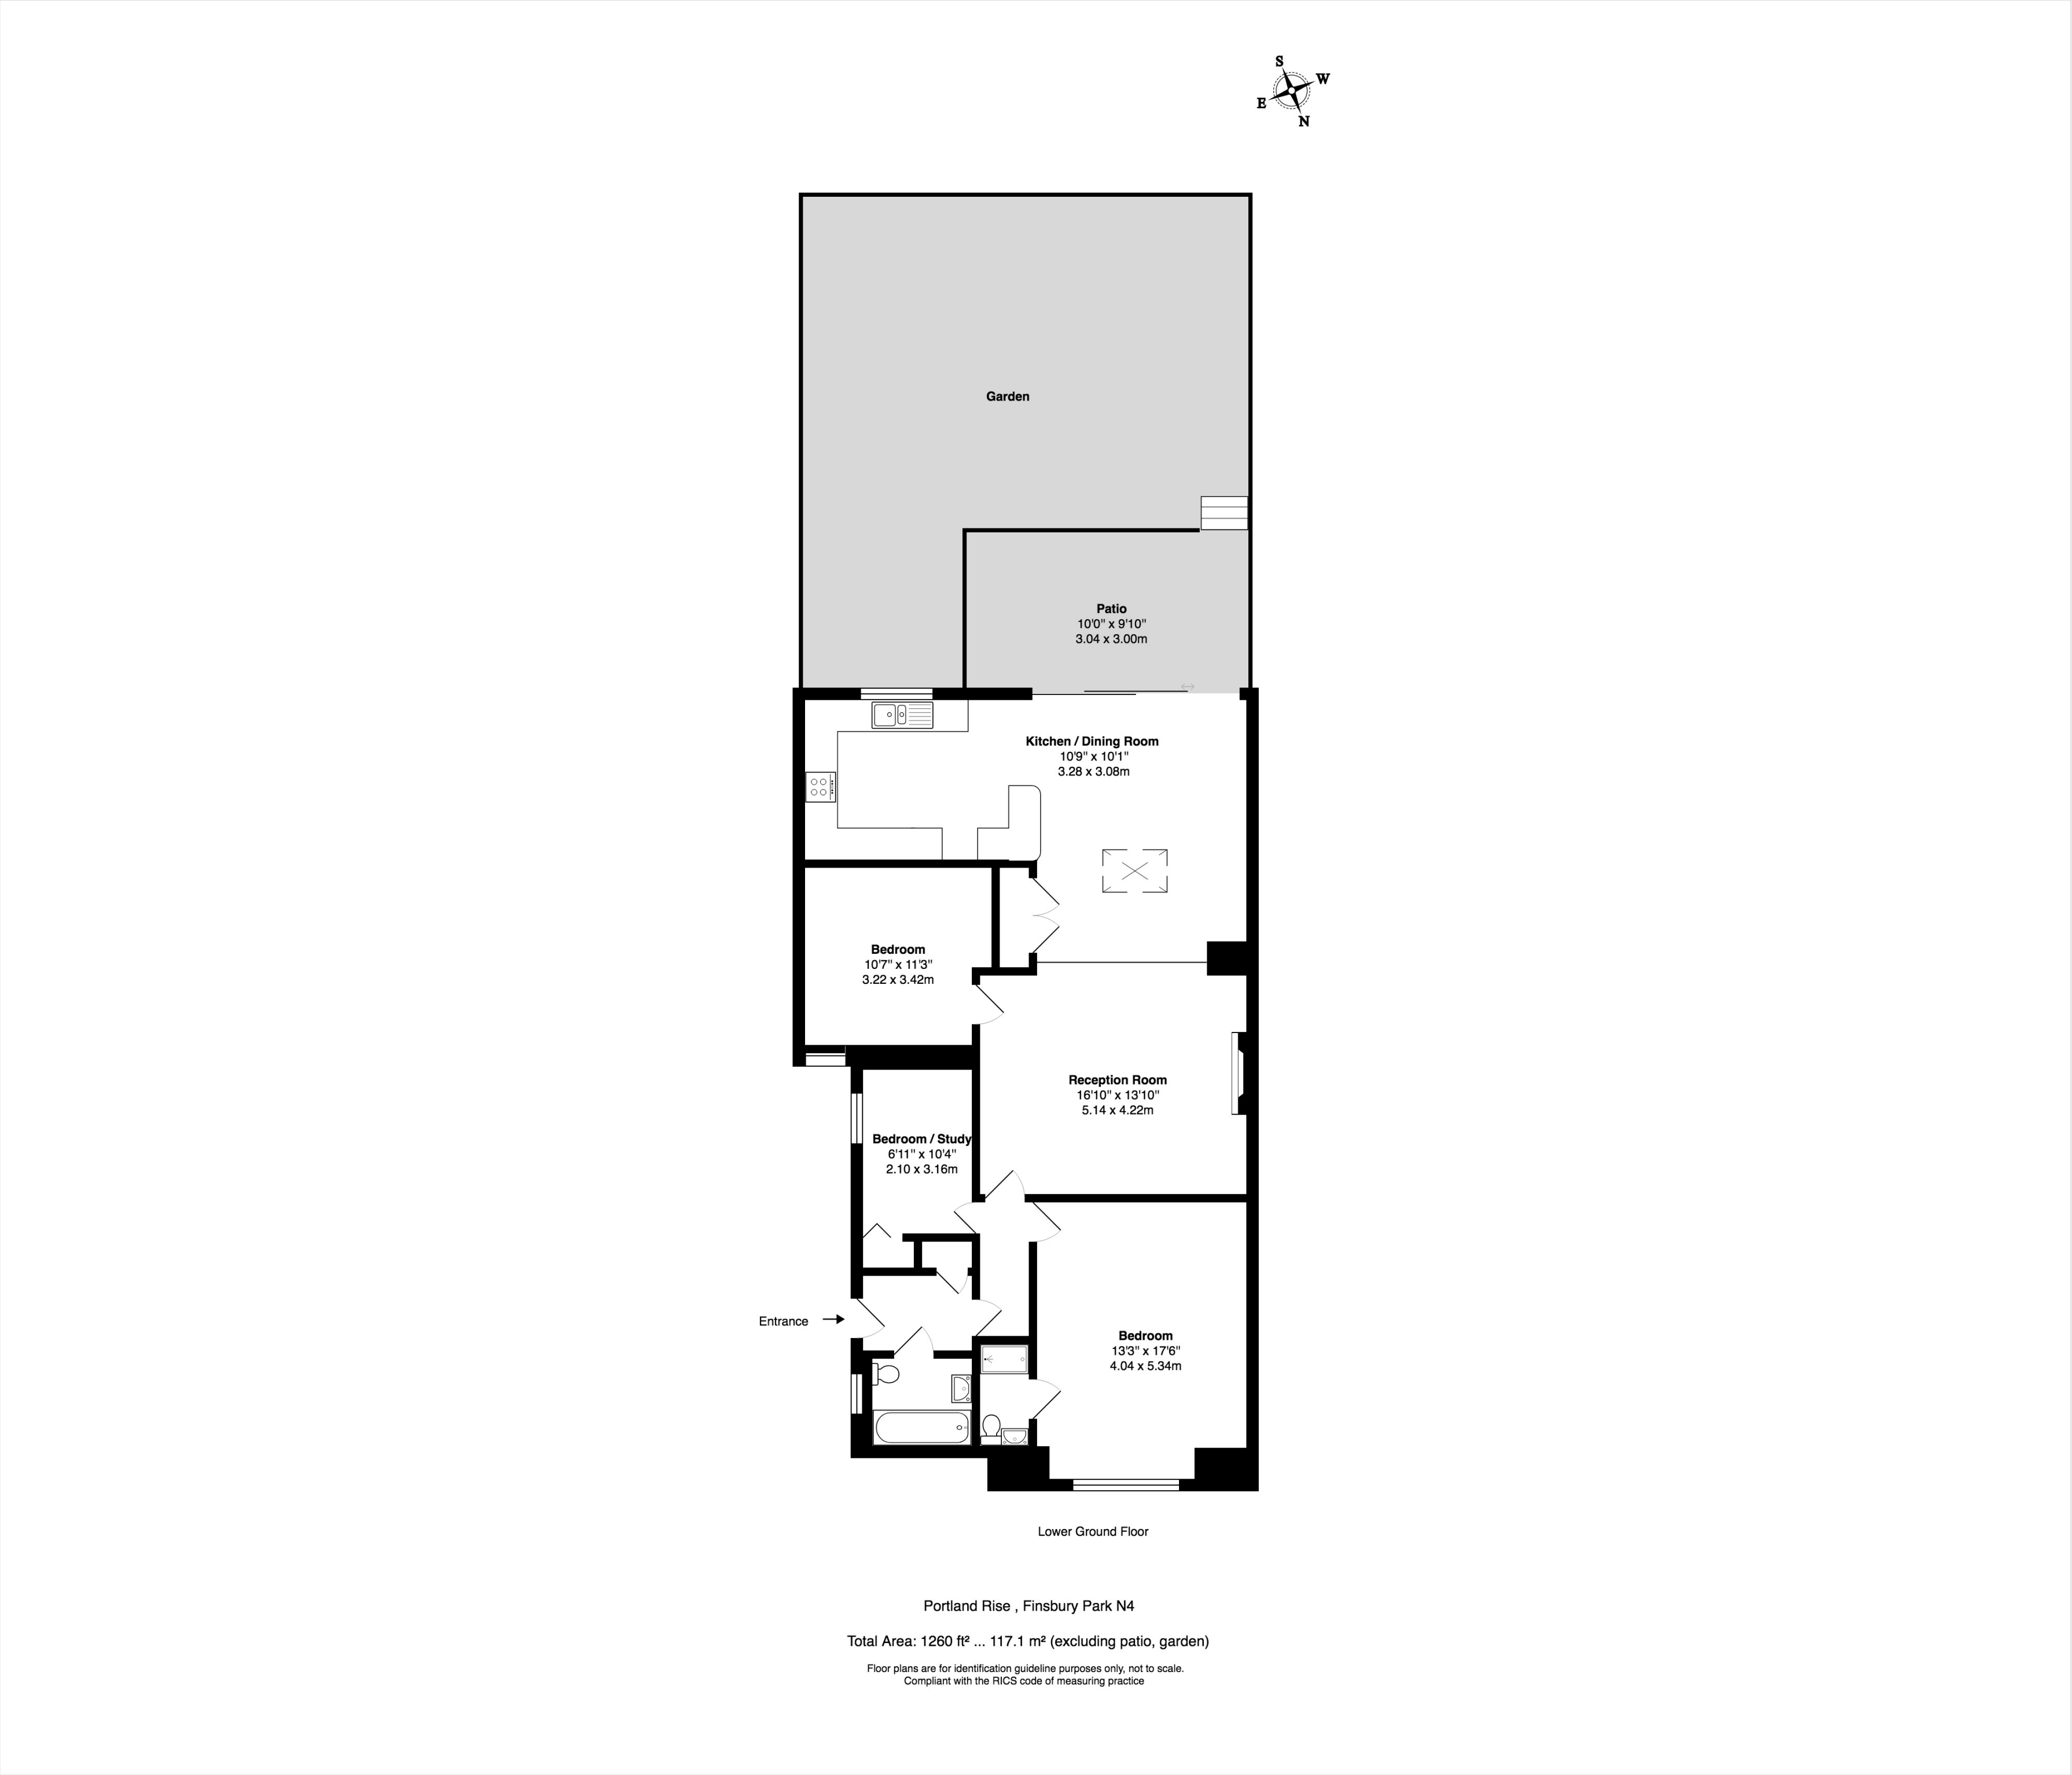 S
W
E
N
Garden
Patio
10'0" x 9'10"
3.04 x 3.00m
Kitchen / Dining Room
10'9" x 10'1"
3.28 x 3.08m
Bedroom
10'7" x 11'3"
3.22 x 3.42m
Reception Room
16'10" x 13'10"
5.14 x 4.22m
Bedroom / Study
6'11" x 10'4"
2.10 x 3.16m
Entrance
Bedroom
13'3" x 17'6"
4.04 x 5.34m
Lower Ground Floor
Portland Rise , Finsbury Park N4
Total Area: 1260 ft² ... 117.1 m² (excluding patio, garden)
Floor plans are for identification guideline purposes only, not to scale.
Compliant with the RICS code of measuring practice